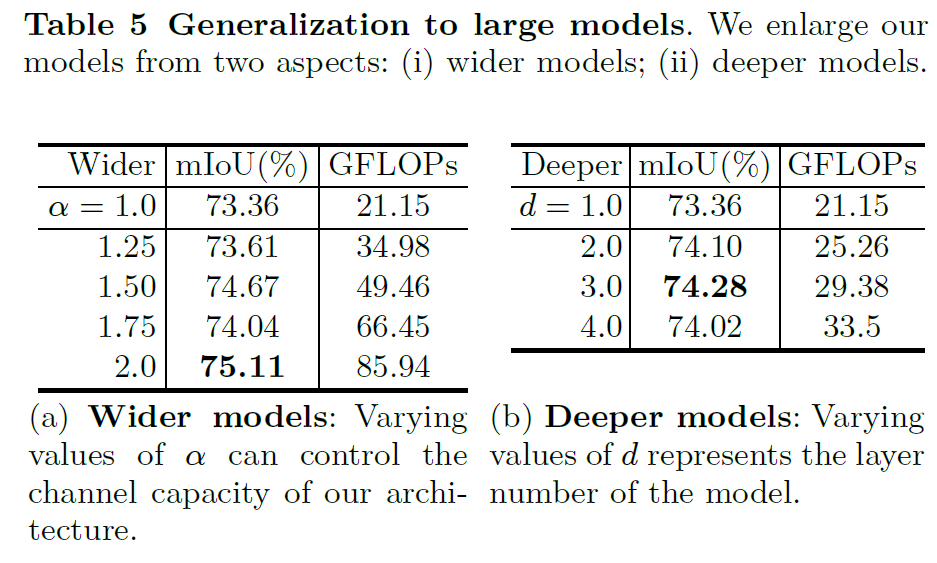 Table 5 Generalization to large models. We enlarge our
models from two aspects: (i) wider models; (ii) deeper models.
Wider mIoU(%) GFLOPs
α = 1.0 73.36 21.15
1.25 73.61 34.98
1.50 74.67 49.46
1.75 74.04 66.45
2.0 75.11 85.94
(a) Wider models: Varying
values of α can control the
channel capacity of our archi-
tecture.
Deeper mIoU(%) GFLOPs
d = 1.0 73.36 21.15
2.0 74.10 25.26
3.0 74.28 29.38
4.0 74.02 33.5
(b) Deeper models: Varying
values of d represents the layer
number of the model.